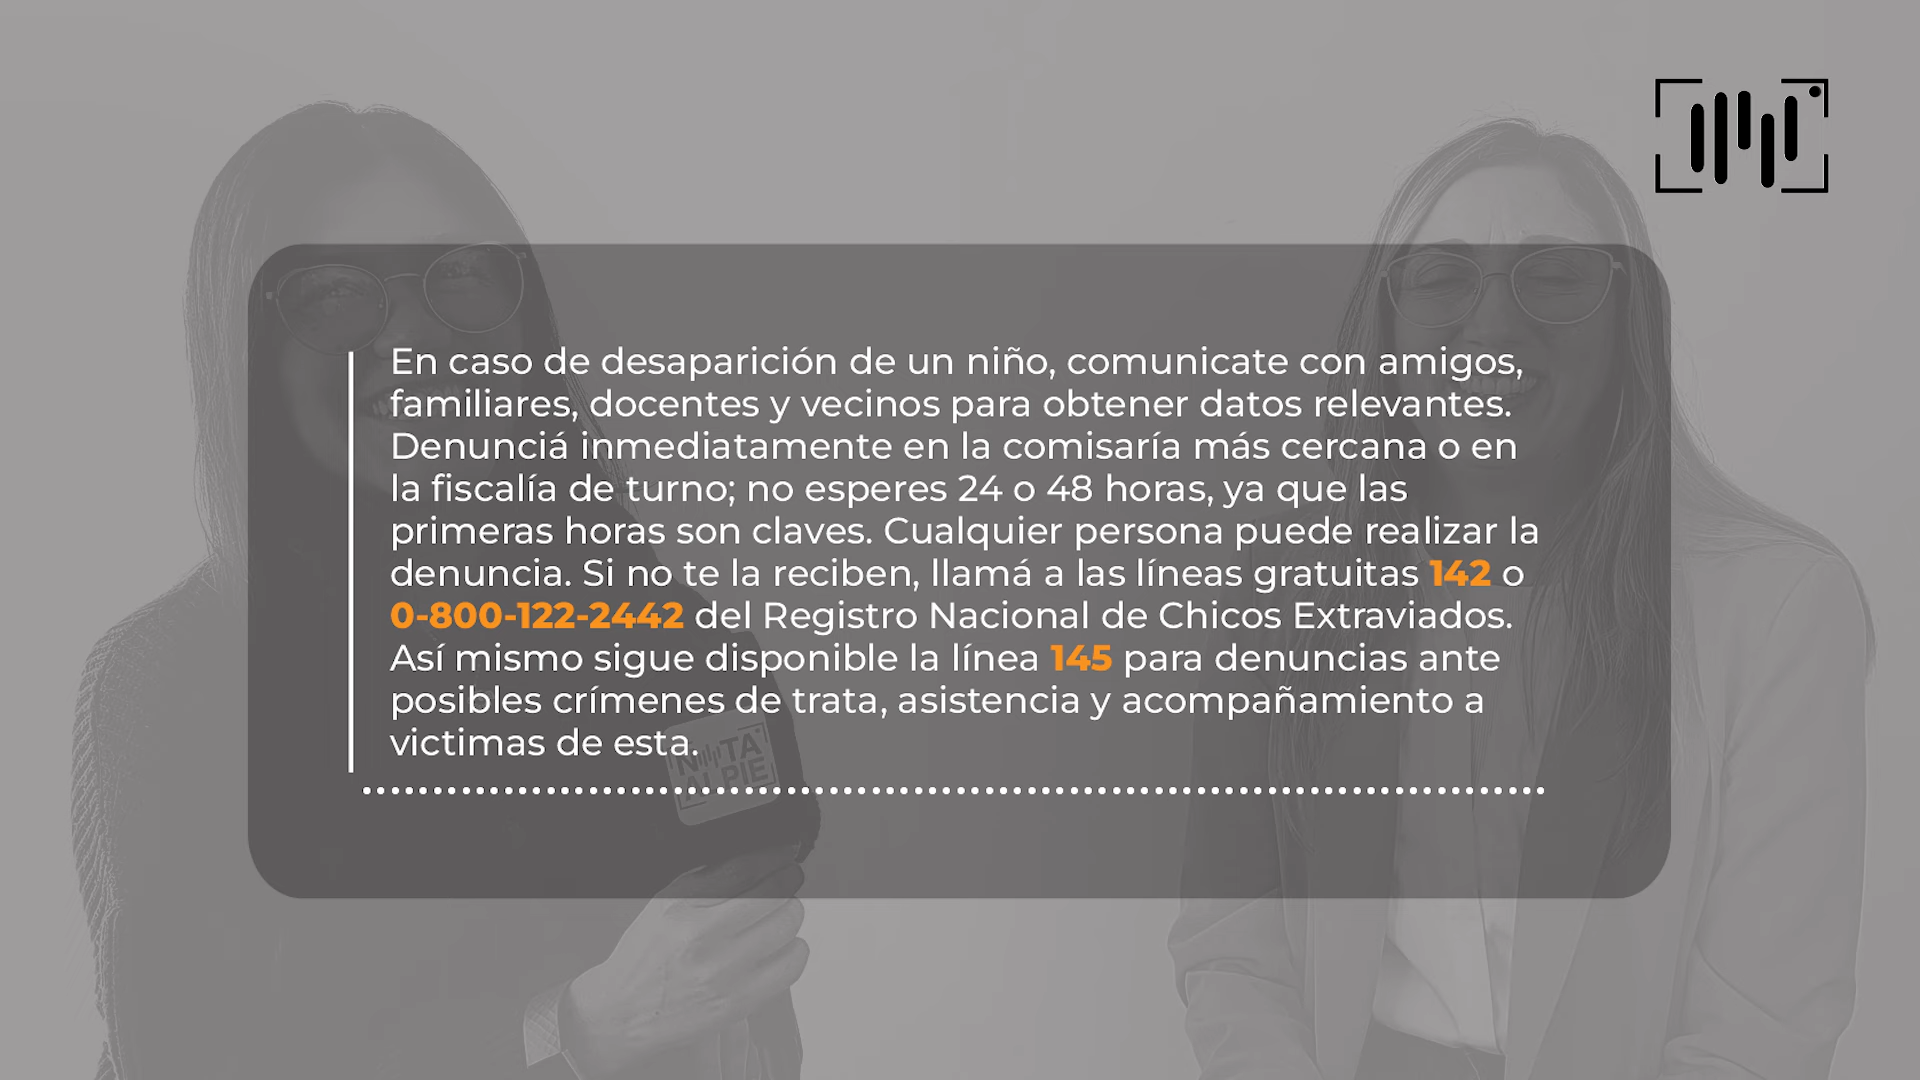 En caso de desaparición de un niño, comunicate con amigos,
familiares, docentes y vecinos para obtener datos relevantes.
Denunciá inmediatamente en la comisaría más cercana o en
la fiscalía de turno; no esperes 24 o 48 horas, ya que las
primeras horas son claves. Cualquier persona puede realizar la
denuncia. Si no te la reciben, llamá a las líneas gratuitas 142 o
0-800-122-2442 del Registro Nacional de Chicos Extraviados.
Así mismo sigue disponible la línea 145 para denuncias ante
posibles crímenes de trata, asistencia y acompañamiento a
victimas de esta.
NOTA
AL PIE